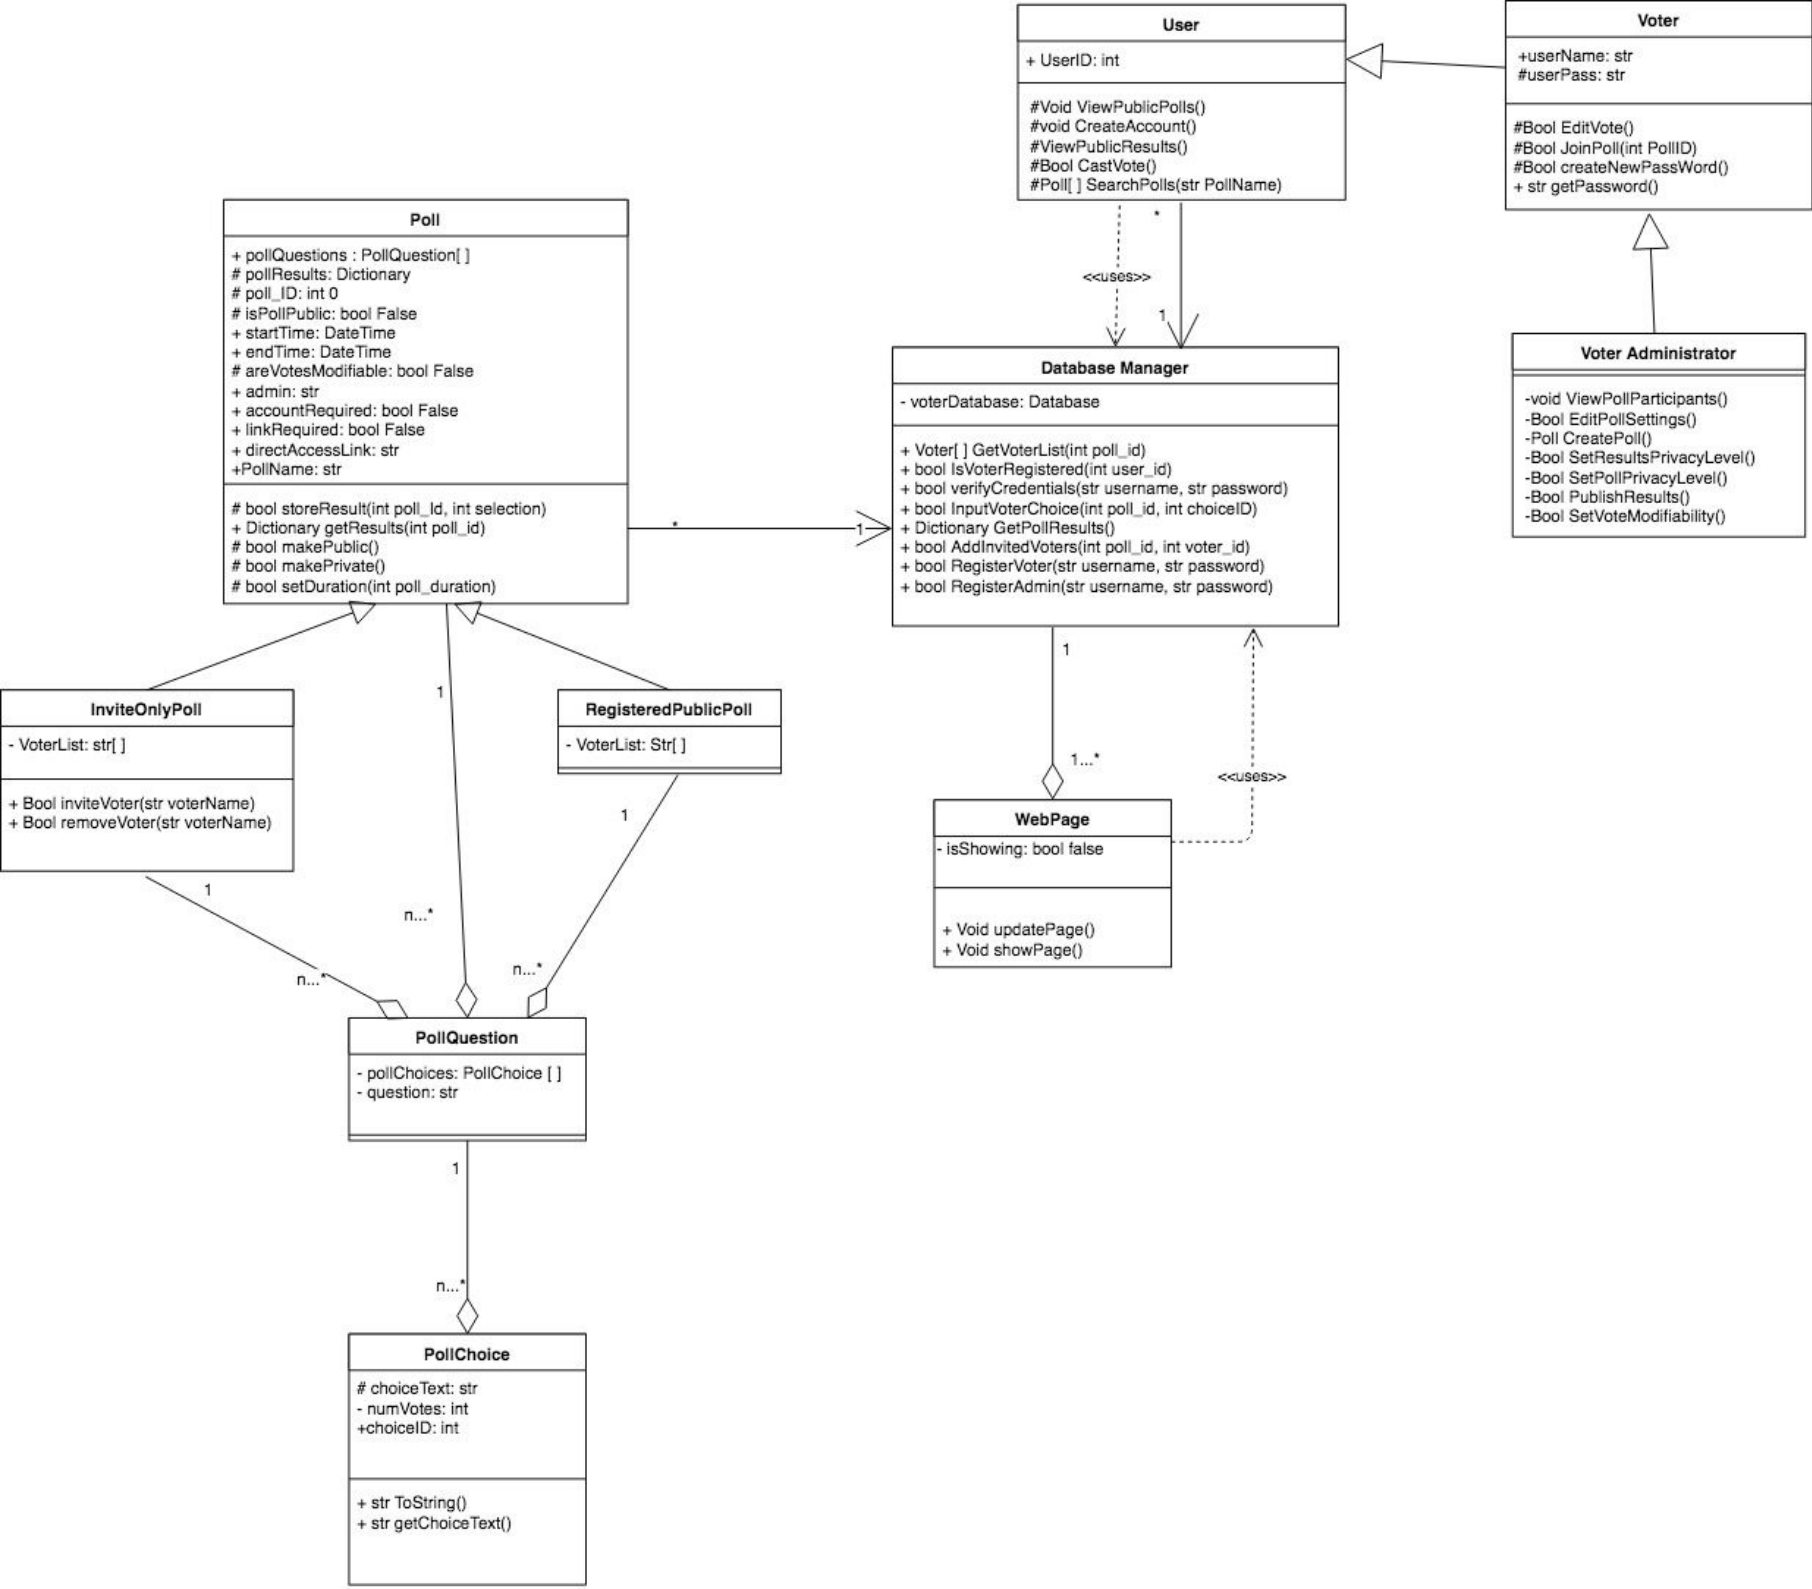 User
+ UserID: int
#Void ViewPublicPolls()
#void CreateAccount()
#ViewPublicResults()
#Bool CastVote()
#Poll[ ] SearchPolls(str PollName)
Voter
+userName: str
#userPass: str
#Bool EditVote()
#Bool JoinPoll(int PollID)
#Bool createNewPassWord()
+ str getPassword()
Poll
+ pollQuestions : PollQuestion[ ]
# pollResults: Dictionary
# poll_ID: int 0
# isPollPublic: bool False
+ startTime: DateTime
+ endTime: DateTime
# areVotesModifiable: bool False
+ admin: str
+ accountRequired: bool False
+ linkRequired: bool False
+ directAccessLink: str
+PollName: str
# bool storeResult(int poll_Id, int selection)
+ Dictionary getResults(int poll_id)
# bool makePublic()
# bool makePrivate()
# bool setDuration(int poll_duration)
*
<<uses>>
1
Database Manager
- voterDatabase: Database
+ Voter[ ] GetVoterList(int poll_id)
+ bool IsVoterRegistered(int user_id)
+ bool verifyCredentials(str username, str password)
+ bool InputVoterChoice(int poll_id, int choiceID)
+ Dictionary GetPollResults()
+ bool AddInvitedVoters(int poll_id, int voter_id)
+ bool RegisterVoter(str username, str password)
+ bool RegisterAdmin(str username, str password)
Voter Administrator
-void ViewPollParticipants()
-Bool EditPollSettings()
-Poll CreatePoll()
-Bool SetResultsPrivacyLevel()
-Bool SetPollPrivacyLevel()
-Bool PublishResults()
-Bool SetVoteModifiability()
*
1
InviteOnlyPoll
- VoterList: str[ ]
+ Bool inviteVoter(str voterName)
+ Bool removeVoter(str voterName)
1
RegisteredPublicPoll
- VoterList: Str[ ]
1
1...*
<<uses>>
WebPage
- isShowing: bool false
+ Void updatePage()
+ Void showPage()
1
1
n...*
n...*
n...*
PollQuestion
- pollChoices: PollChoice [ ]
- question: str
1
n...*
PollChoice
# choiceText: str
- numVotes: int
+choiceID: int
+ str ToString()
+ str getChoiceText()